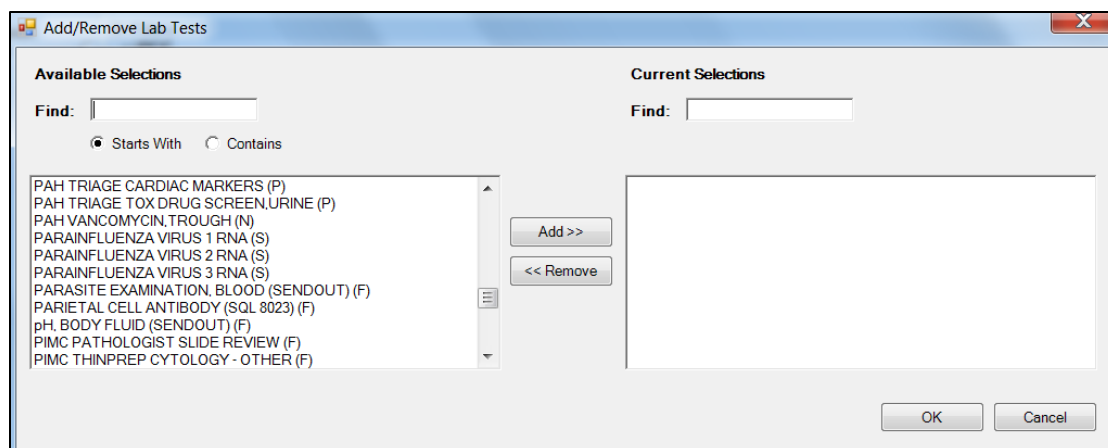 Add/Remove Lab Tests
X
Available Selections
Current Selections
Find:
Find:
Starts With
Contains
PAH TRIAGE CARDIAC MARKERS (P)
PAH TRIAGE TOX DRUG SCREEN,URINE (P)
PAH VANCOMYCIN,TROUGH (N)
PARAINFLUENZA VIRUS 1 RNA (S)
PARAINFLUENZA VIRUS 2 RNA (S)
PARAINFLUENZA VIRUS 3 RNA (S)
PARASITE EXAMINATION, BLOOD (SENDOUT) (F)
PARIETAL CELL ANTIBODY (SQL 8023) (F)
pH, BODY FLUID (SENDOUT) (F)
PIMC PATHOLOGIST SLIDE REVIEW (F)
PIMC THINPREP CYTOLOGY - OTHER (F)
Add >>
<< Remove
OK
Cancel